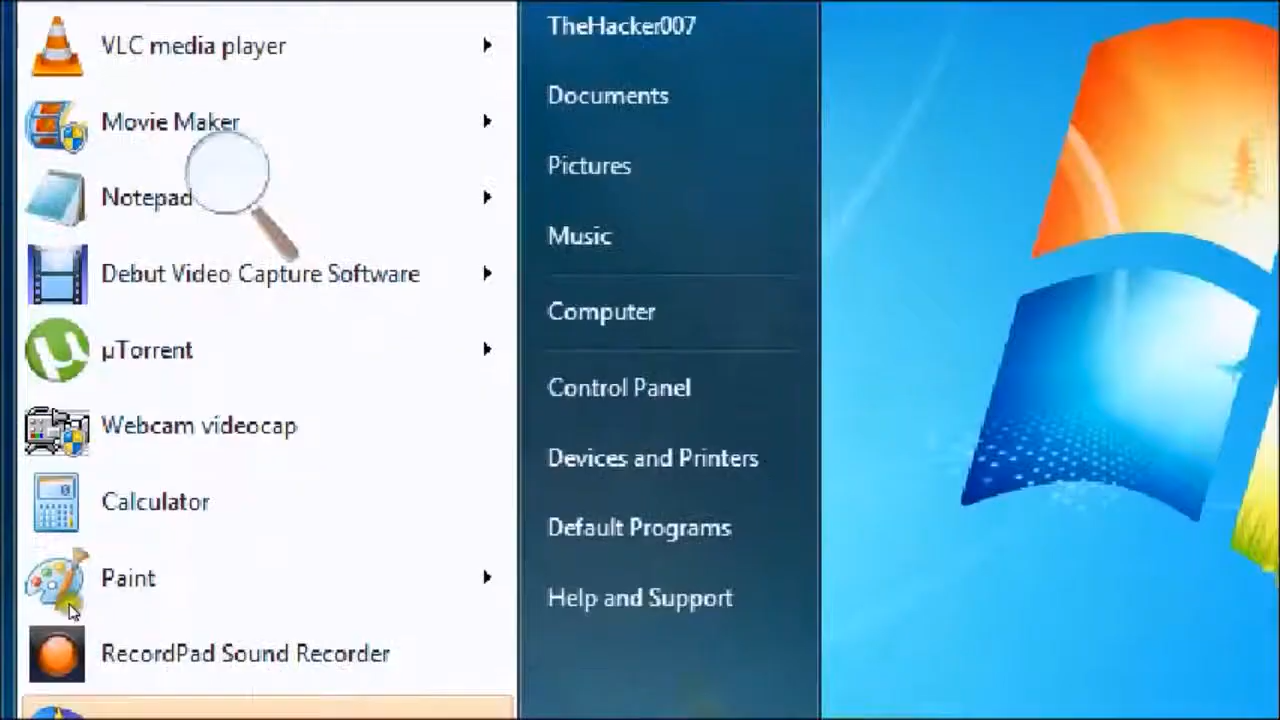 VLC media player
Movie Maker
Notepad
Debut Video Capture Software
µTorrent
Webcam videocap
Calculator
Paint
RecordPad Sound Recorder
TheHacker007
Documents
Pictures
Music
Computer
Control Panel
Devices and Printers
Default Programs
Help and Support